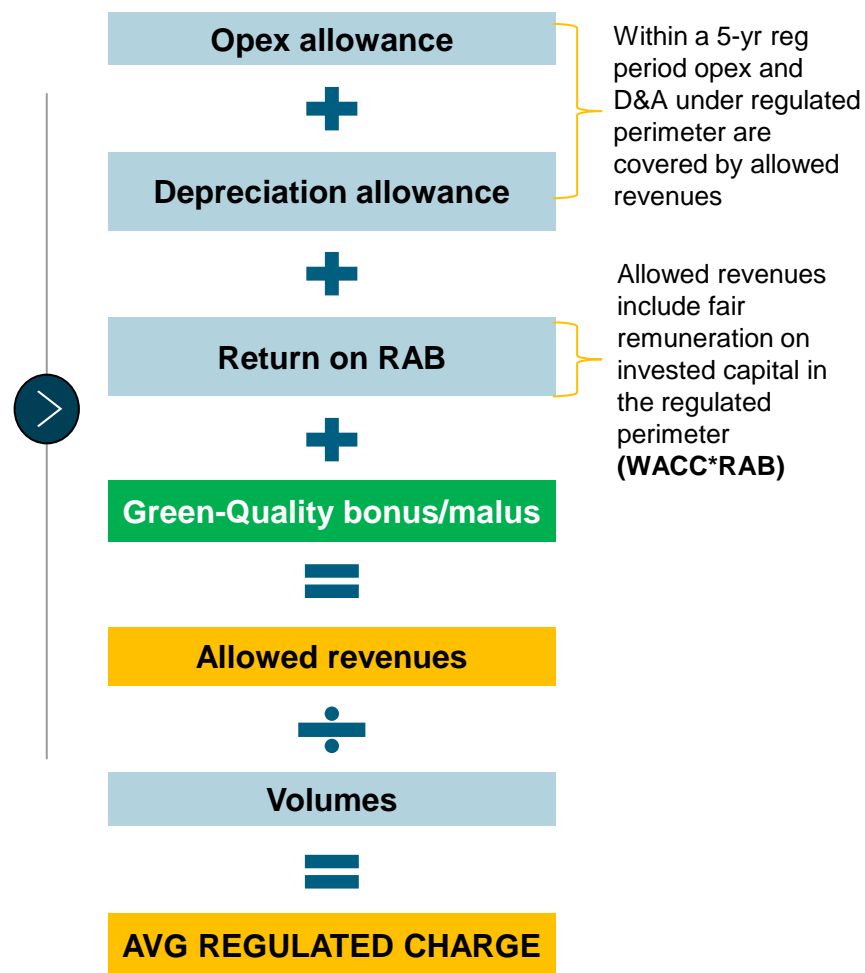 Opex allowance
Within a 5-yr reg
period opex and
D&A under regulated
perimeter are
covered by allowed
revenues
Depreciation allowance
Return on RAB
Allowed revenues
include fair
remuneration on
invested capital in
the regulated
perimeter
(WACC*RAB)
Green-Quality bonus/malus
Allowed revenues
Volumes
AVG REGULATED CHARGE